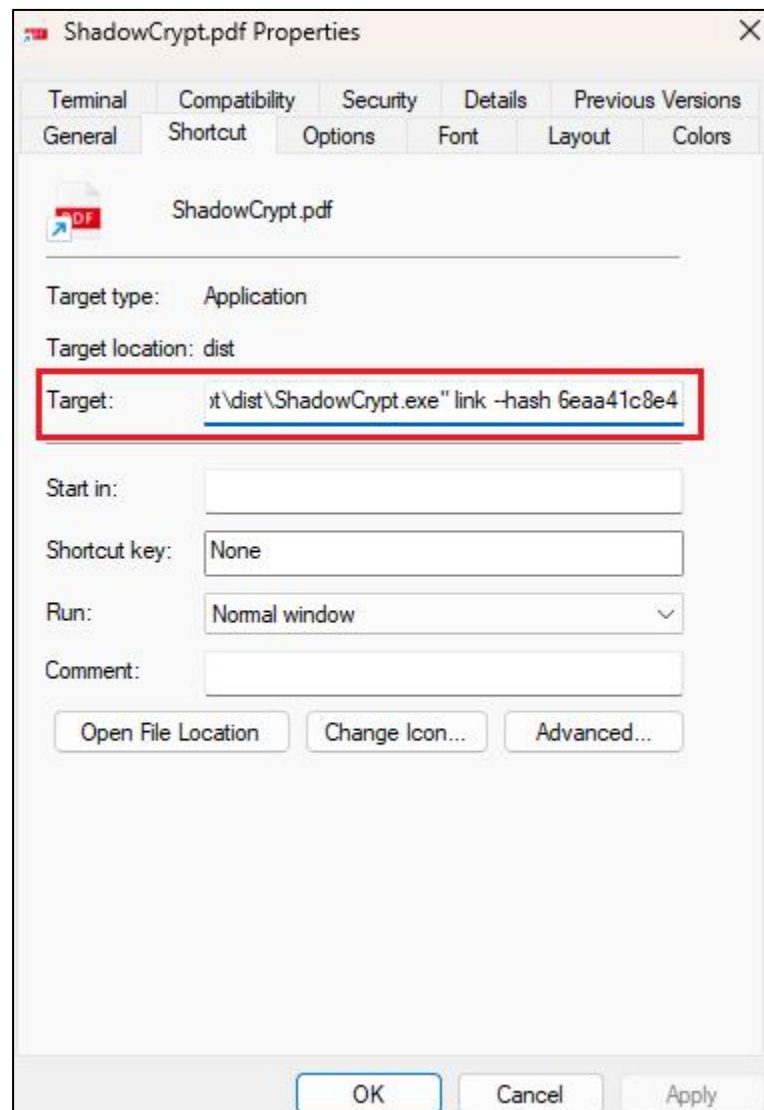 ShadowCrypt.pdf Properties
Terminal Compatibility Security Details Previous Versions
General Shortcut Options Font Layout Colors
PDF
ShadowCrypt.pdf
Target type: Application
Target location: dist
Target: ot\dist\ShadowCrypt.exe" link --hash 6eaa41c8e4
Start in:
Shortcut key: None
Run: Normal window
Comment:
Open File Location Change Icon... Advanced...
OK Cancel Apply